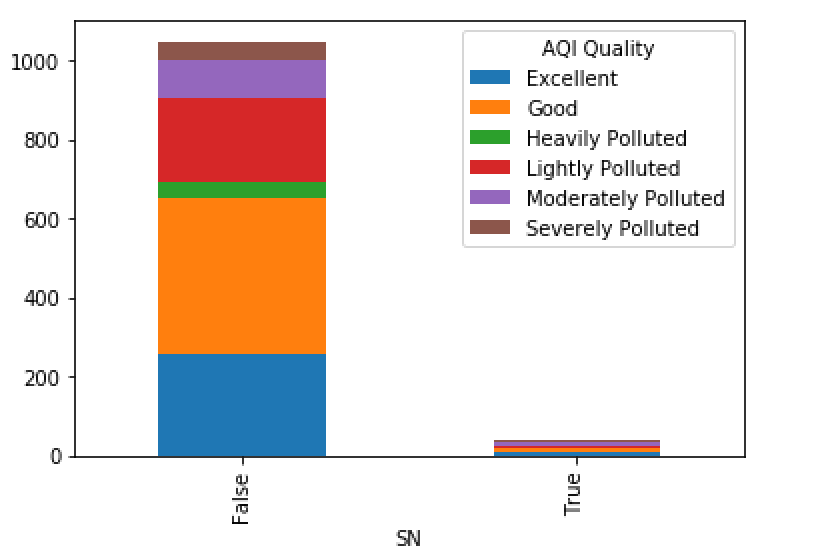 1000
800
600
400
200
0
AQI Quality
Excellent
Good
Heavily Polluted
Lightly Polluted
Moderately Polluted
Severely Polluted
False
True
SN